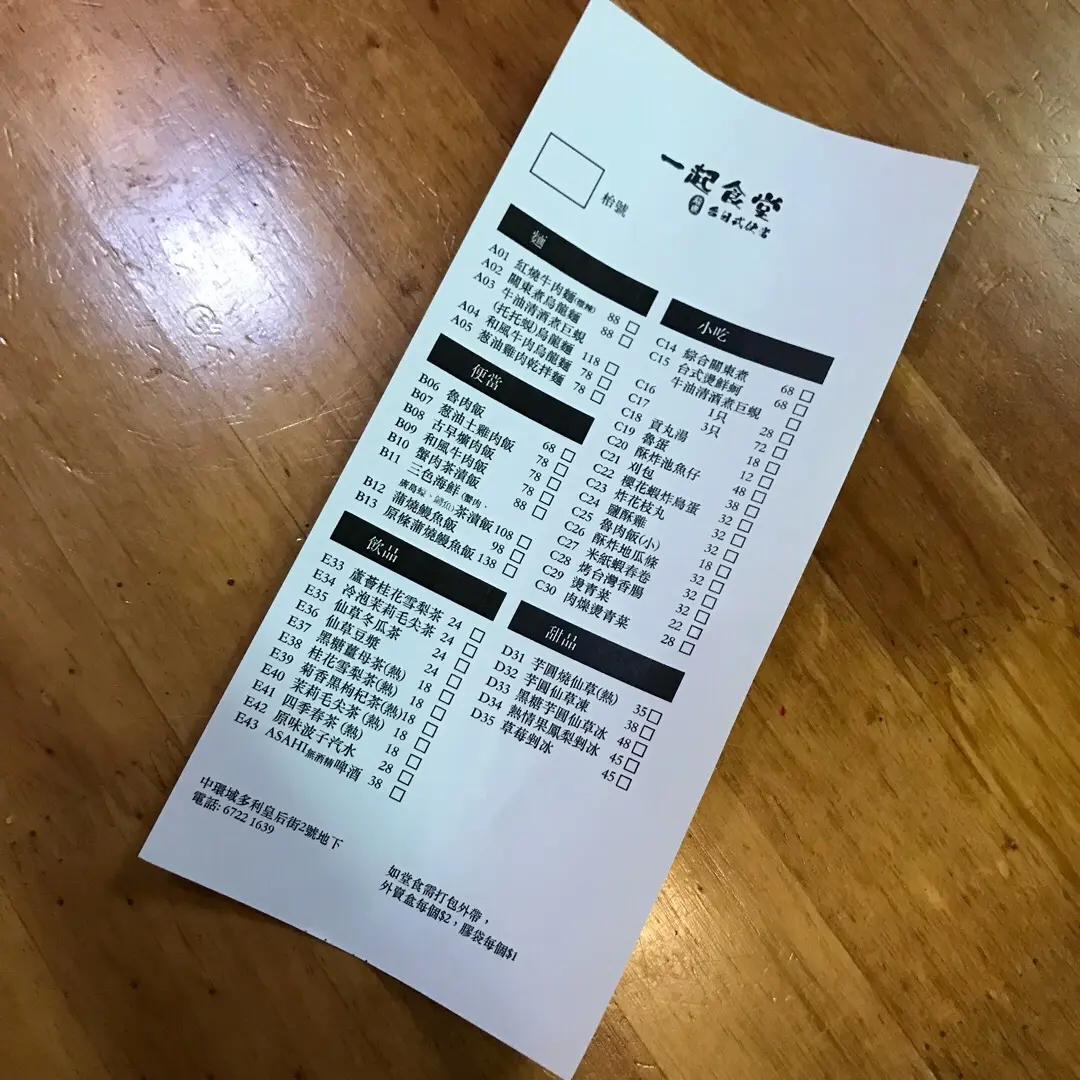 一起食堂
台日式便當
枱號
麵
A01 紅燒牛肉麵(微辣) 88 □
A02 關東煮烏龍麵 88 □
A03 牛油清酒煮巨蜆
(托托蜆)烏龍麵 118 □
A04 和風牛肉烏龍麵 78 □
A05 葱油雞肉乾拌麵 78 □
便當
B06 魯肉飯 68 □
B07 葱油土雞肉飯 78 □
B08 古早爌肉飯 78 □
B09 和風牛肉飯 78 □
B10 蟹肉茶漬飯 88 □
B11 三色海鮮(蟹肉、
廣島蠔、鯛魚)茶漬飯 108 □
B12 蒲燒鰻魚飯 98 □
B13 原條蒲燒鰻魚飯 138 □
飲品
E33 蘆薈桂花雪梨茶 24 □
E34 冷泡茉莉毛尖茶 24 □
E35 仙草冬瓜茶 24 □
E36 仙草豆漿 24 □
E37 黑糖薑母茶(熱) 18 □
E38 桂花雪梨茶(熱) 18 □
E39 菊香黑枸杞茶(熱) 18 □
E40 茉莉毛尖茶 (熱) 18 □
E41 四季春茶 (熱) 18 □
E42 原味波子汽水 28 □
E43 ASAHI無酒精啤酒 38 □
小吃
C14 綜合關東煮 68 □
C15 台式燙鮮蚵 68 □
牛油清酒煮巨蜆
C16 1只 28 □
C17 3只 72 □
C18 貢丸湯 18 □
C19 魯蛋 12 □
C20 酥炸池魚仔 48 □
C21 刈包 38 □
C22 櫻花蝦炸烏蛋 32 □
C23 炸花枝丸 32 □
C24 鹽酥雞 32 □
C25 魯肉飯(小) 18 □
C26 酥炸地瓜條 32 □
C27 米紙蝦春卷 32 □
C28 烤台灣香腸 32 □
C29 燙青菜 22 □
C30 肉燥燙青菜 28 □
甜品
D31 芋圓燒仙草(熱) 35 □
D32 芋圓仙草凍 38 □
D33 黑糖芋圓仙草冰 48 □
D34 熱情果鳳梨剉冰 45 □
D35 草莓剉冰 45 □
中環域多利皇后街2號地下
電話: 6722 1639
如堂食需打包外帶，
外賣盒每個$2，膠袋每個$1